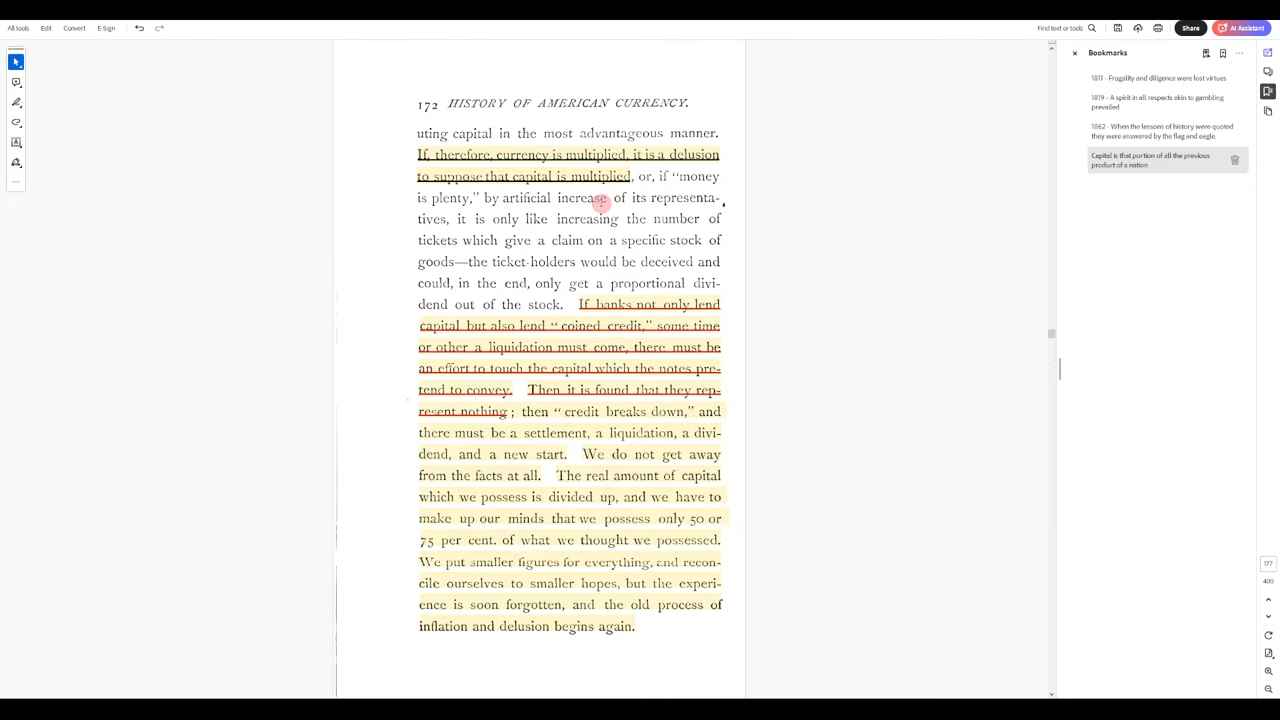 All tools
Edit
Convert
E-Sign
Find text or tools
Share
AI Assistant
172 HISTORY OF AMERICAN CURRENCY.
uting capital in the most advantageous manner.
If, therefore, currency is multiplied, it is a delusion
to suppose that capital is multiplied, or, if “money
is plenty,” by artificial increase of its representa-
tives, it is only like increasing the number of
tickets which give a claim on a specific stock of
goods—the ticket-holders would be deceived and
could, in the end, only get a proportional divi-
dend out of the stock. If banks not only lend
capital but also lend “coined credit,” some time
or other a liquidation must come, there must be
an effort to touch the capital which the notes pre-
tend to convey. Then it is found that they rep-
resent nothing; then “credit breaks down,” and
there must be a settlement, a liquidation, a divi-
dend, and a new start. We do not get away
from the facts at all. The real amount of capital
which we possess is divided up, and we have to
make up our minds that we possess only 50 or
75 per cent. of what we thought we possessed.
We put smaller figures for everything, and recon-
cile ourselves to smaller hopes, but the experi-
ence is soon forgotten, and the old process of
inflation and delusion begins again.
Bookmarks
1811 - Frugality and diligence were lost virtues
1819 - A spirit in all respects akin to gambling
prevailed
1862 - When the lessons of history were quoted
they were answered by the flag and eagle.
Capital is that portion of all the previous
product of a nation
177
400